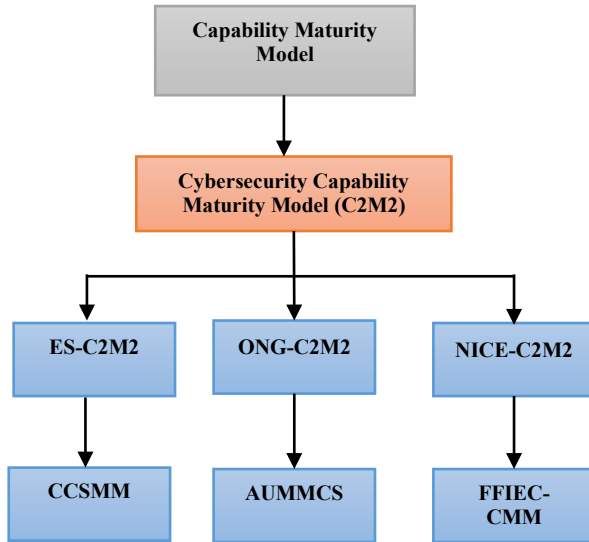 Capability Maturity
Model
Cybersecurity Capability
Maturity Model (C2M2)
ES-C2M2
ONG-C2M2
NICE-C2M2
CCSMM
AUMMCS
FFIEC-
CMM